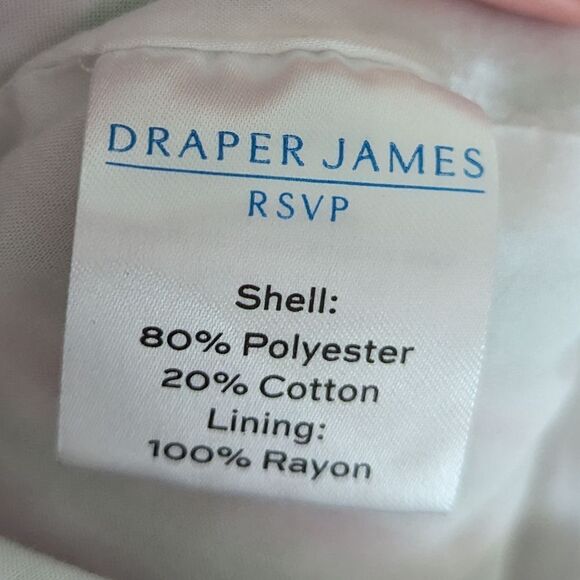 DRAPER JAMES
RSVP
Shell:
80% Polyester
20% Cotton
Lining:
100% Rayon